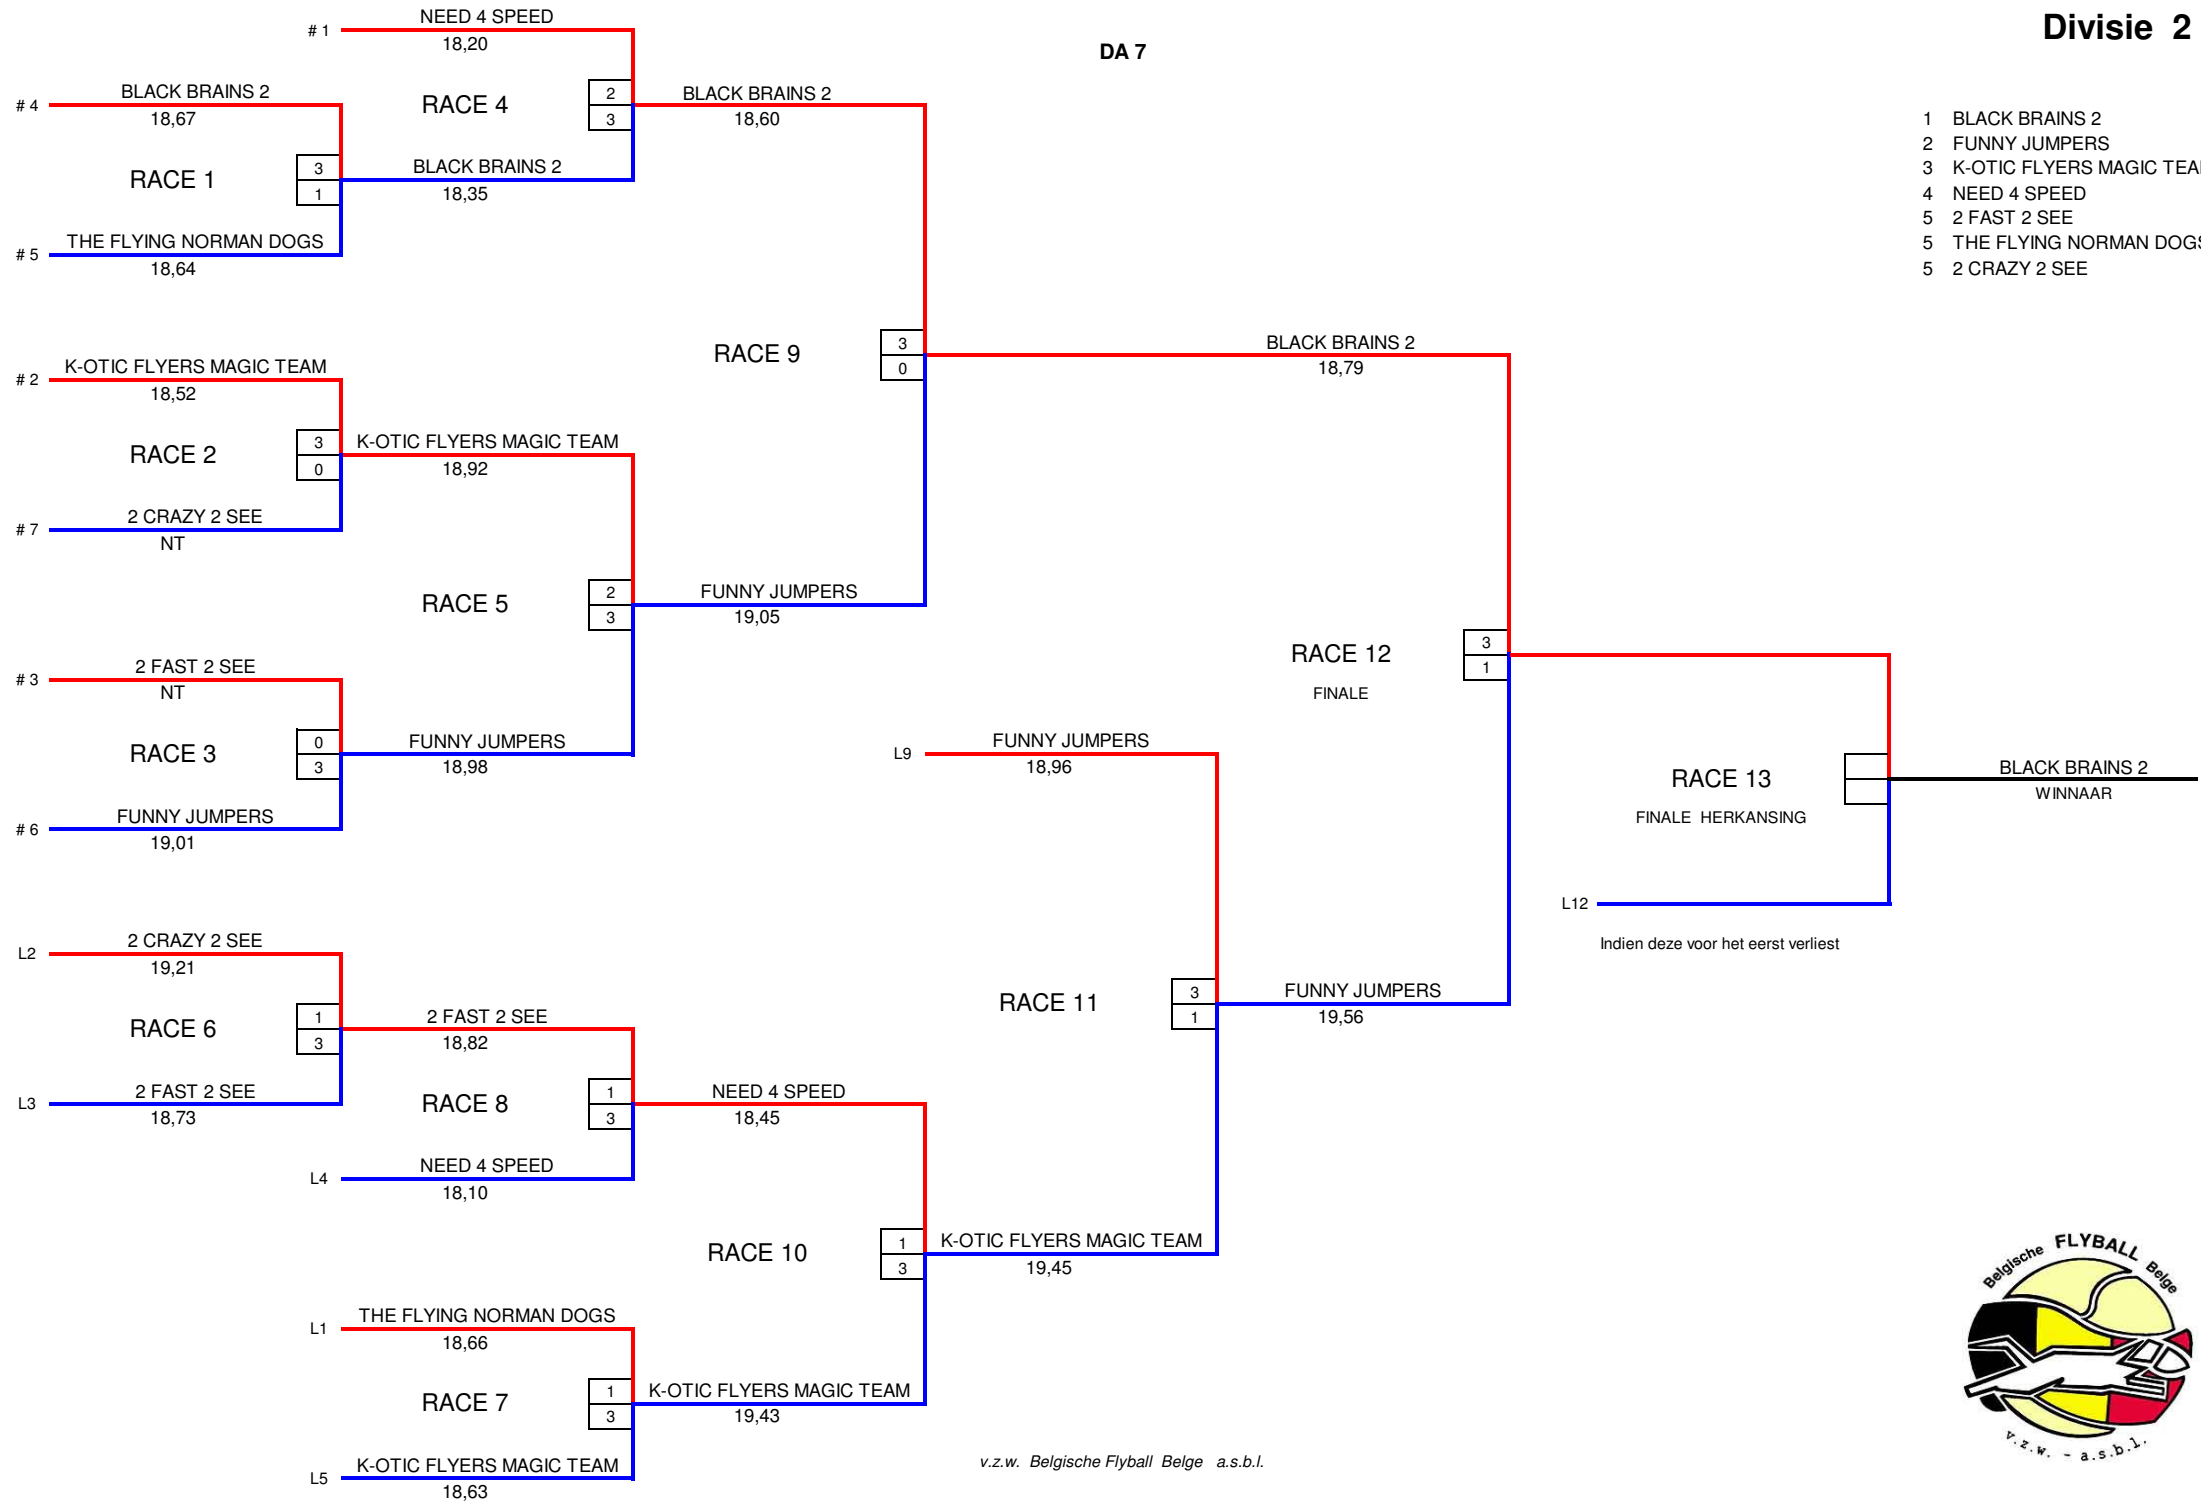 Divisie 2
DA 7
1 BLACK BRAINS 2
2 FUNNY JUMPERS
3 K-OTIC FLYERS MAGIC TEA
4 NEED 4 SPEED
5 2 FAST 2 SEE
5 THE FLYING NORMAN DOGS
5 2 CRAZY 2 SEE
# 1 NEED 4 SPEED
18,20
# 4 BLACK BRAINS 2
18,67
RACE 1
3
1
# 5 THE FLYING NORMAN DOGS
18,64
RACE 4
2
3
BLACK BRAINS 2
18,35
BLACK BRAINS 2
18,60
# 2 K-OTIC FLYERS MAGIC TEAM
18,52
RACE 2
3
0
# 7 2 CRAZY 2 SEE
NT
K-OTIC FLYERS MAGIC TEAM
18,92
RACE 5
2
3
FUNNY JUMPERS
19,05
RACE 9
3
0
BLACK BRAINS 2
18,79
# 3 2 FAST 2 SEE
NT
RACE 3
0
3
# 6 FUNNY JUMPERS
19,01
FUNNY JUMPERS
18,98
L9 FUNNY JUMPERS
18,96
RACE 12
FINALE
3
1
RACE 13
FINALE HERKANSING
BLACK BRAINS 2
WINNAAR
L12
Indien deze voor het eerst verliest
L2 2 CRAZY 2 SEE
19,21
RACE 6
1
3
L3 2 FAST 2 SEE
18,73
2 FAST 2 SEE
18,82
RACE 8
1
3
L4 NEED 4 SPEED
18,10
NEED 4 SPEED
18,45
RACE 11
3
1
FUNNY JUMPERS
19,56
RACE 10
1
3
K-OTIC FLYERS MAGIC TEAM
19,45
L1 THE FLYING NORMAN DOGS
18,66
RACE 7
1
3
K-OTIC FLYERS MAGIC TEAM
19,43
L5 K-OTIC FLYERS MAGIC TEAM
18,63
v.z.w. Belgische Flyball Belge a.s.b.l.
Belgische FLYBALL Belge
v.z.w. - a.s.b.l.